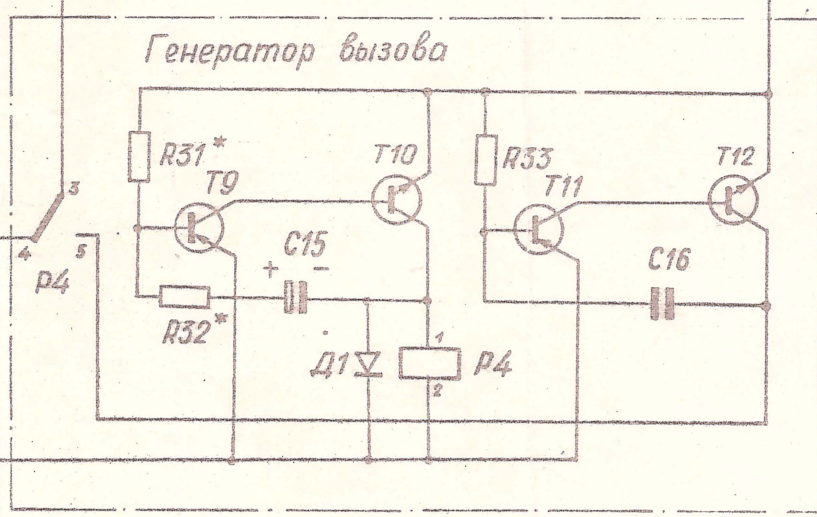 Генератор вызова
R31*
T9
T10
R33
T11
T12
3
4
5
P4
C15
+
−
C16
R32*
Д1
1
P4
2